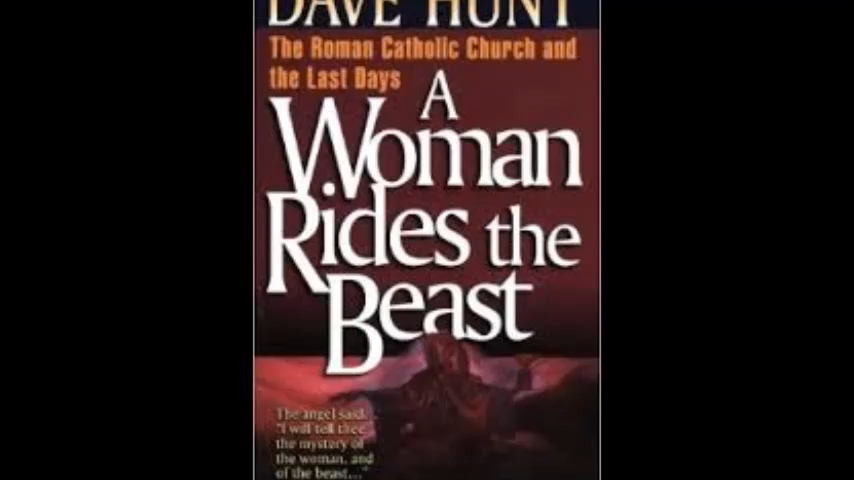 DAVE HUNT
The Roman Catholic Church and
the Last Days
A
Woman
Rides the
Beast
The angel said...
"I will tell thee
the mystery of
the woman, and
of the beast..."